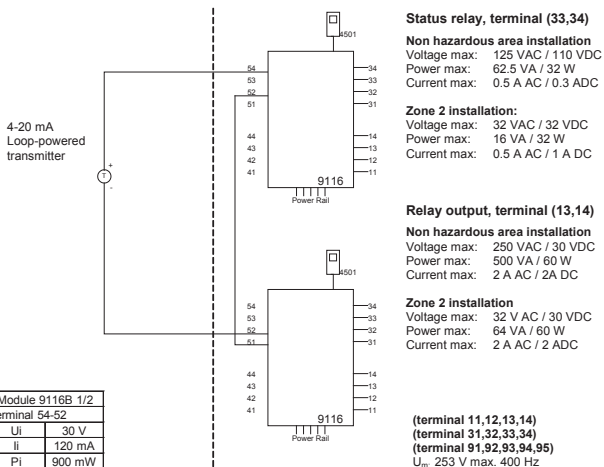 4501
54
53
52
51
34
33
32
31
44
43
42
41
14
13
12
11
9116
Power Rail
4-20 mA
Loop-powered
transmitter
+
T
-
4501
54
53
52
51
34
33
32
31
44
43
42
41
14
13
12
11
9116
Power Rail
Module 9116B 1/2
erminal 54-52
Ui 30 V
Ii 120 mA
Pi 900 mW
Status relay, terminal (33,34)
Non hazardous area installation
Voltage max: 125 VAC / 110 VDC
Power max: 62.5 VA / 32 W
Current max: 0.5 A AC / 0.3 ADC
Zone 2 installation:
Voltage max: 32 VAC / 32 VDC
Power max: 16 VA / 32 W
Current max: 0.5 A AC / 1 A DC
Relay output, terminal (13,14)
Non hazardous area installation
Voltage max: 250 VAC / 30 VDC
Power max: 500 VA / 60 W
Current max: 2 A AC / 2A DC
Zone 2 installation
Voltage max: 32 V AC / 30 VDC
Power max: 64 VA / 60 W
Current max: 2 A AC / 2 ADC
(terminal 11,12,13,14)
(terminal 31,32,33,34)
(terminal 91,92,93,94,95)
Um: 253 V max. 400 Hz